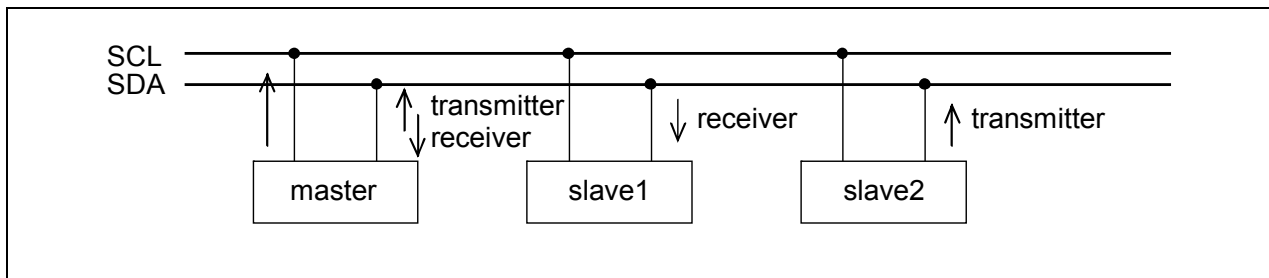 SCL
SDA
transmitter
receiver
receiver
transmitter
master
slave1
slave2